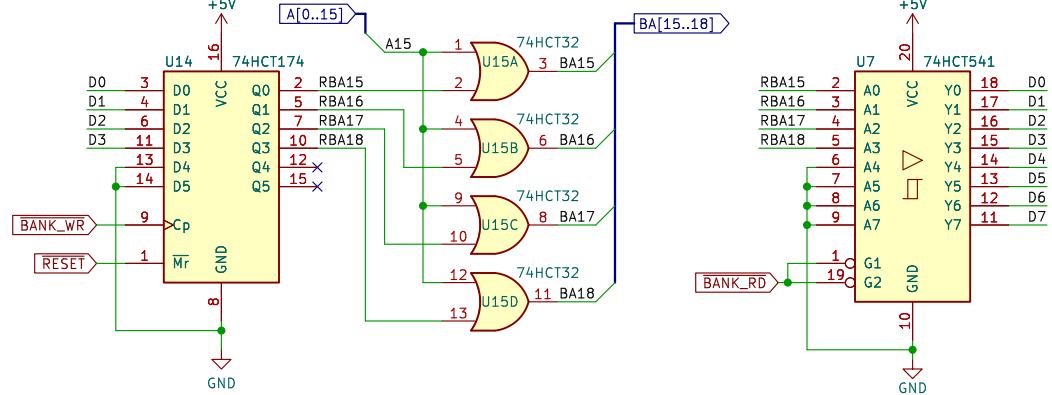 +5V
A[0..15]
BA[15..18]
+5V
U14
74HCT174
16
VCC
D0 3 D0 Q0 2 RBA15
D1 4 D1 Q1 5 RBA16
D2 6 D2 Q2 7 RBA17
D3 11 D3 Q3 10 RBA18
13 D4 Q4 12
14 D5 Q5 15
BANK_WR 9 Cp
RESET 1 Mr
GND
8
GND
A15
74HCT32
1
U15A
3 BA15
2
74HCT32
4
U15B
6 BA16
5
74HCT32
9
U15C
8 BA17
10
74HCT32
12
U15D
11 BA18
13
U7
74HCT541
20
VCC
RBA15 2 A0 Y0 18 D0
RBA16 3 A1 Y1 17 D1
RBA17 4 A2 Y2 16 D2
RBA18 5 A3 Y3 15 D3
6 A4 Y4 14 D4
7 A5 Y5 13 D5
8 A6 Y6 12 D6
9 A7 Y7 11 D7
1 G1
BANK_RD 19 G2
GND
10
GND